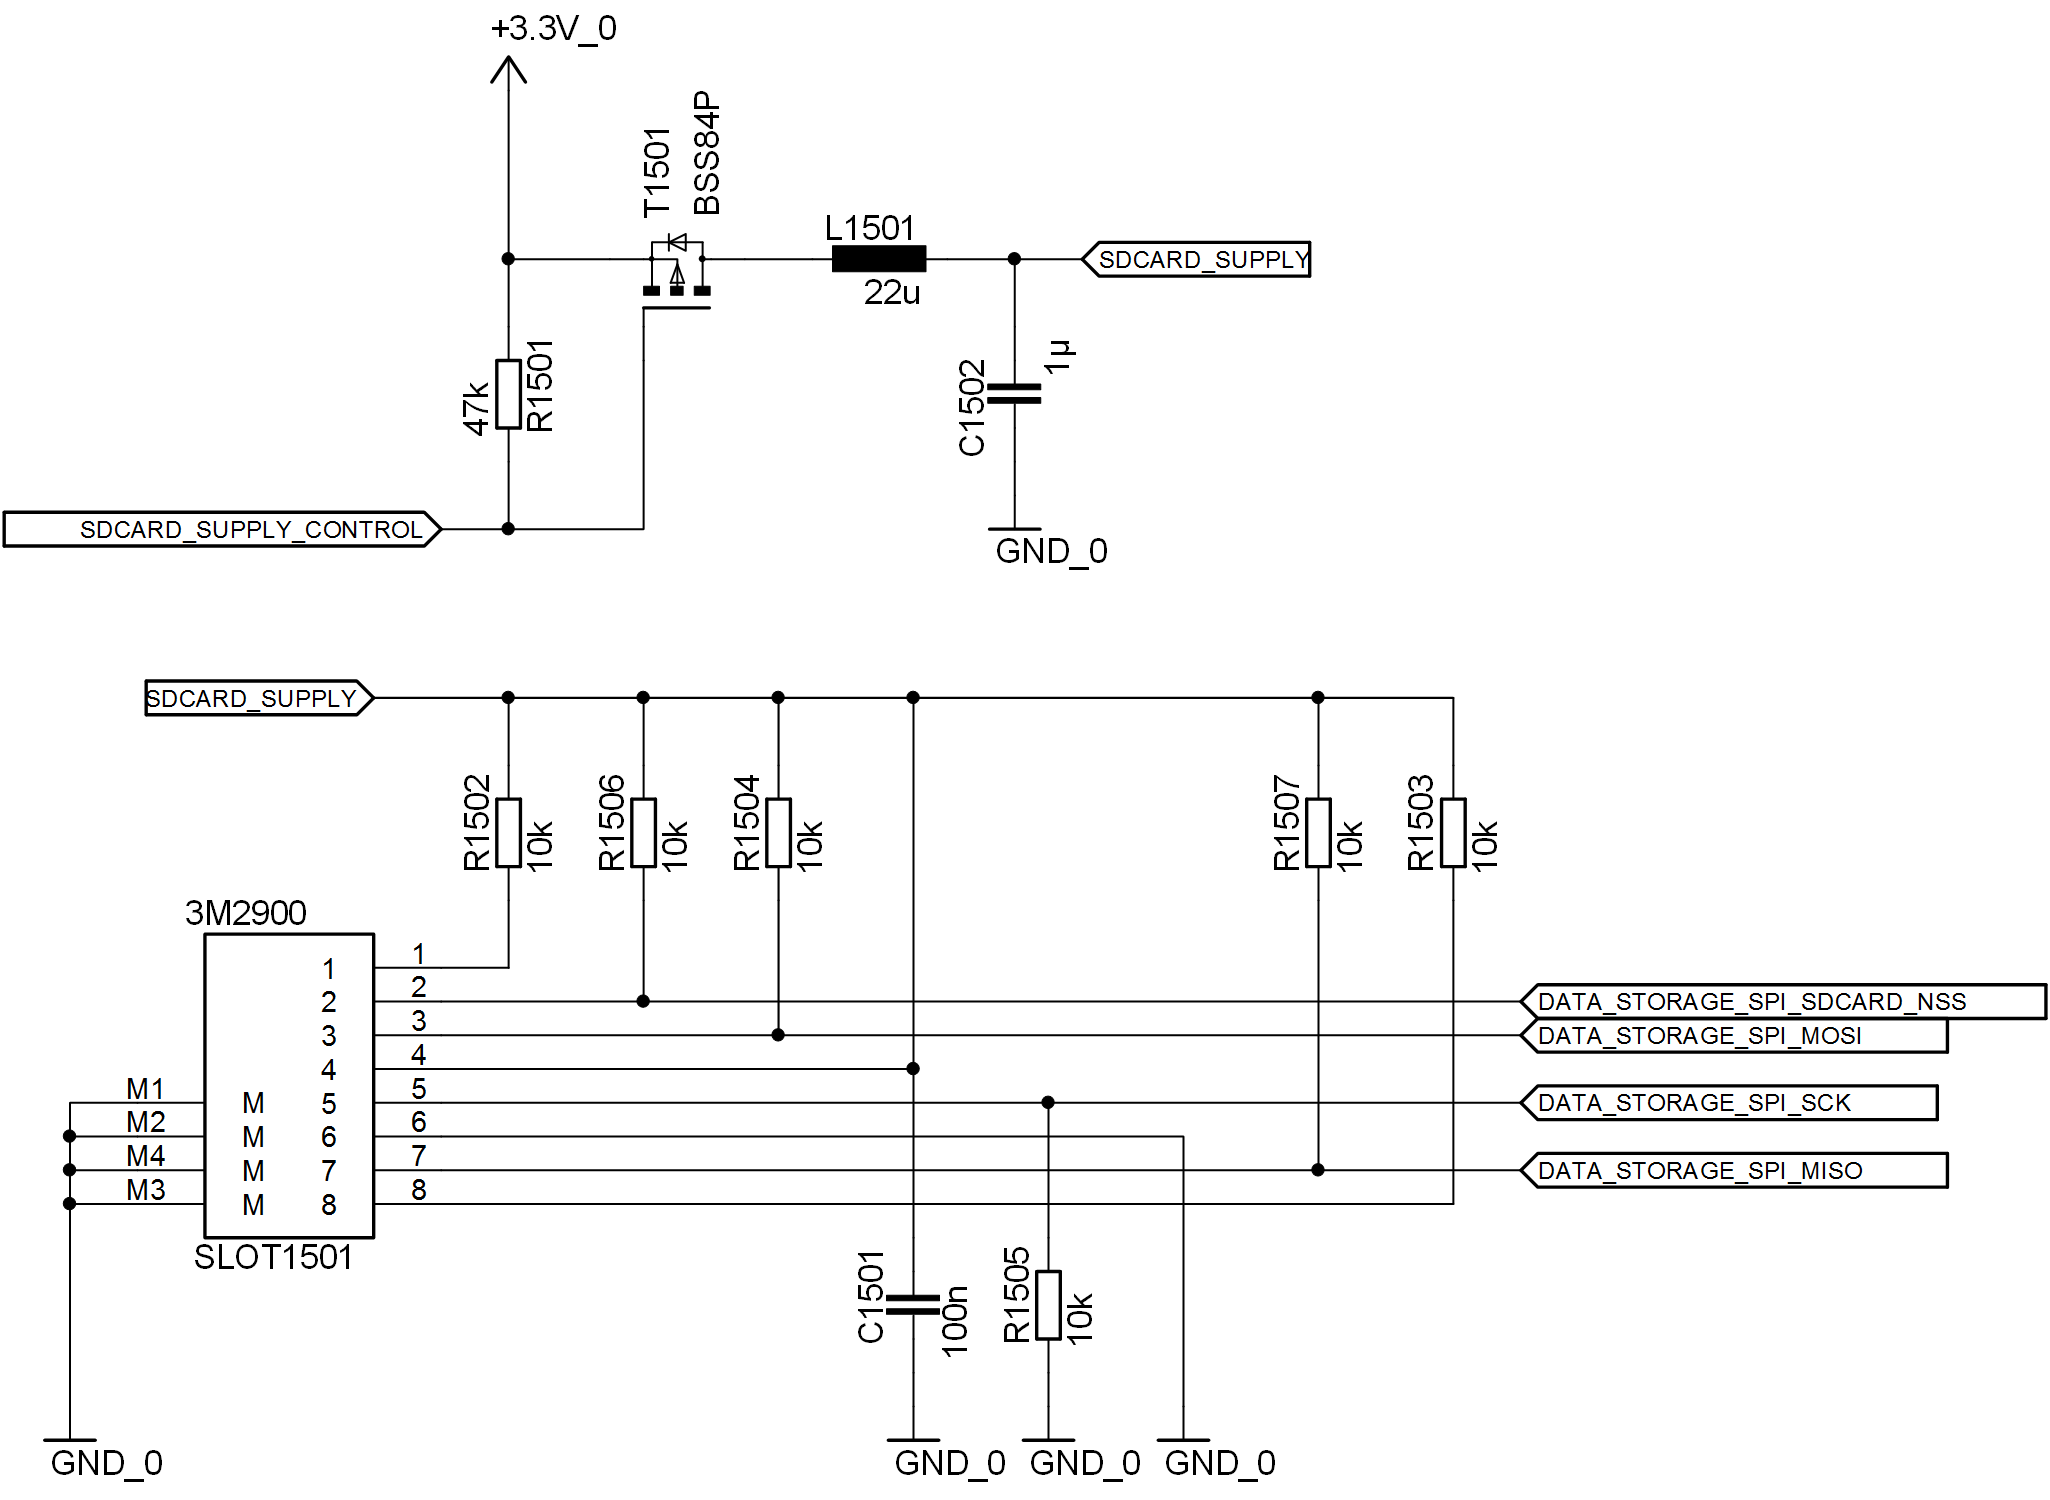 +3.3V_0
T1501
BSS84P
L1501
22u
SDCARD_SUPPLY
47k
R1501
C1502
1µ
SDCARD_SUPPLY_CONTROL
GND_0
SDCARD_SUPPLY
R1502
10k
R1506
10k
R1504
10k
R1507
10k
R1503
10k
3M2900
1 1
2 2 DATA_STORAGE_SPI_SDCARD_NSS
3 3 DATA_STORAGE_SPI_MOSI
4 4
M1 M 5 5 DATA_STORAGE_SPI_SCK
M2 M 6 6
M4 M 7 7 DATA_STORAGE_SPI_MISO
M3 M 8 8
SLOT1501
C1501
100n
R1505
10k
GND_0
GND_0
GND_0
GND_0